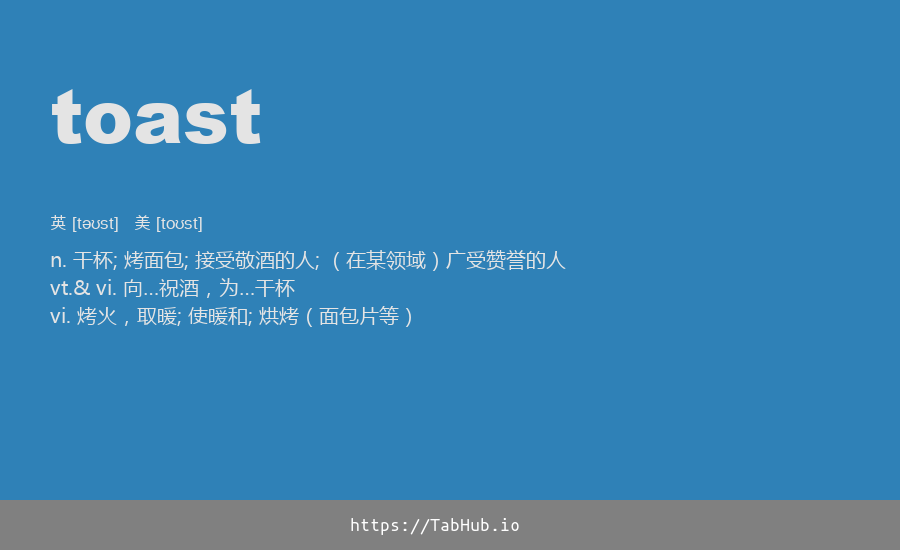 toast
英 [təʊst] 美 [toʊst]
n. 干杯; 烤面包; 接受敬酒的人; （在某领域）广受赞誉的人
vt.& vi. 向…祝酒，为…干杯
vi. 烤火，取暖; 使暖和; 烘烤（面包片等）
https://TabHub.io